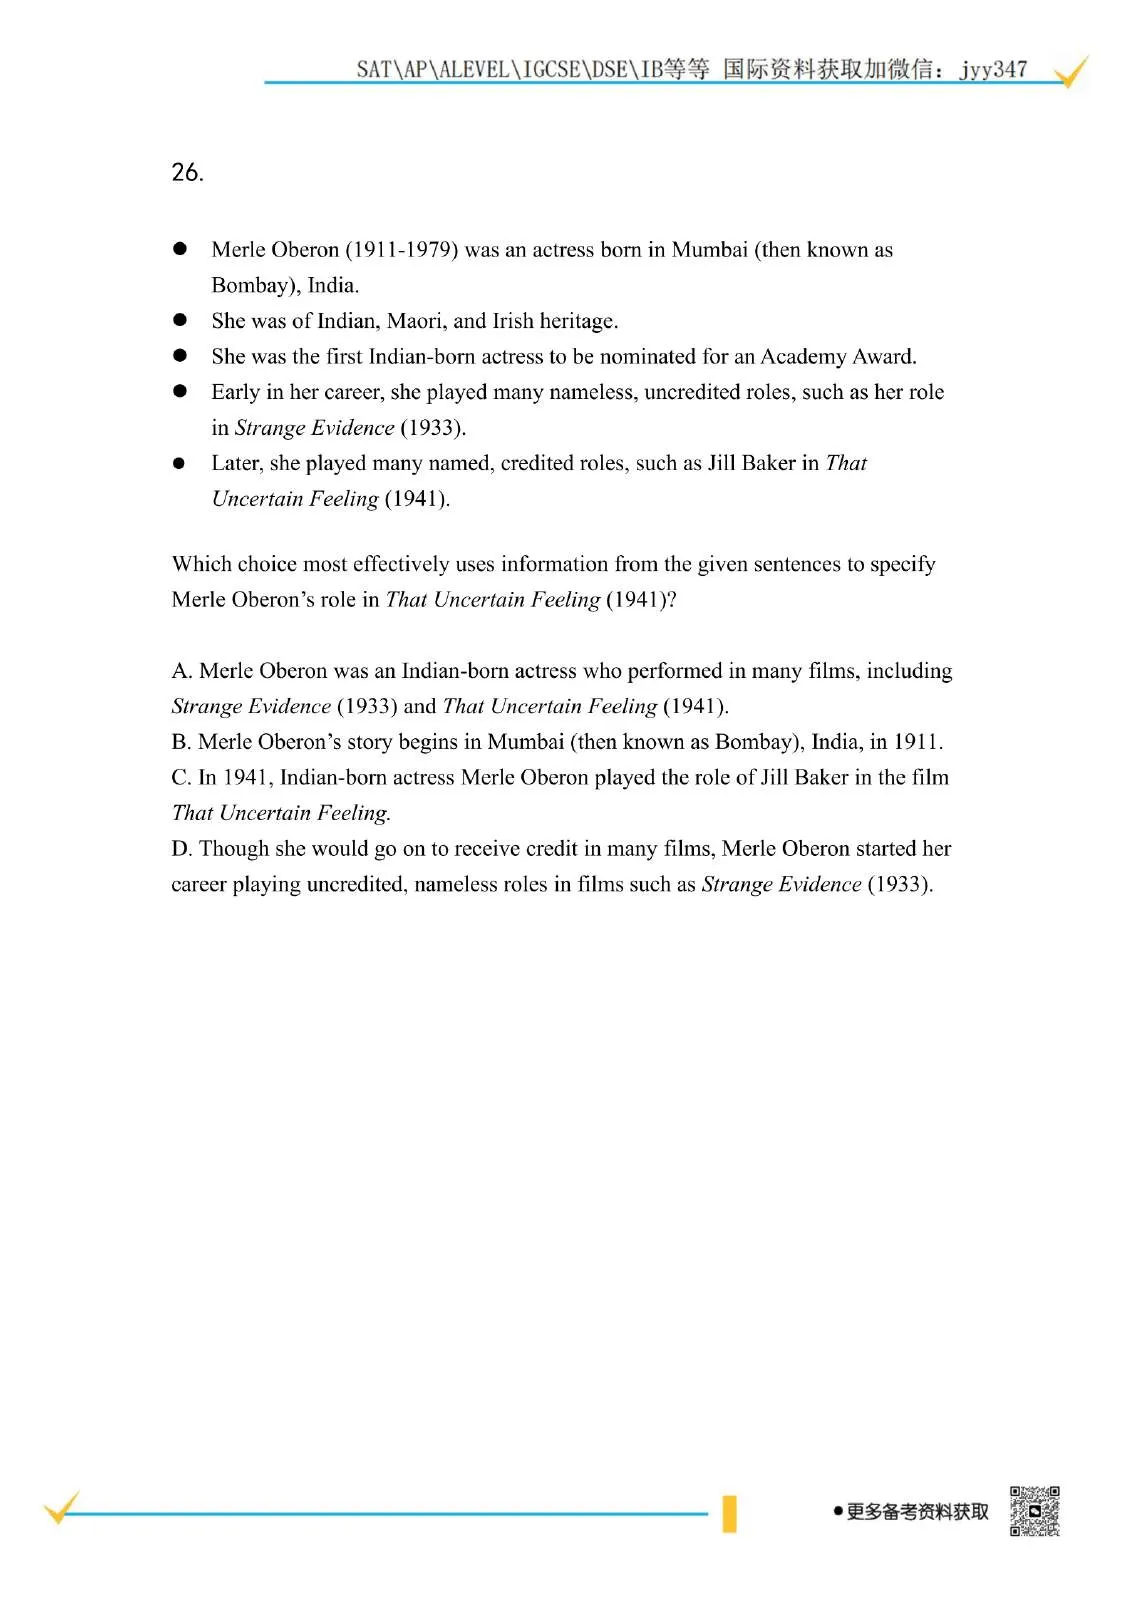 SAT\AP\ALEVEL\IGCSE\DSE\IB等等 国际资料获取加微信：jyy347
26.
● Merle Oberon (1911-1979) was an actress born in Mumbai (then known as
Bombay), India.
● She was of Indian, Maori, and Irish heritage.
● She was the first Indian-born actress to be nominated for an Academy Award.
● Early in her career, she played many nameless, uncredited roles, such as her role
in Strange Evidence (1933).
● Later, she played many named, credited roles, such as Jill Baker in That
Uncertain Feeling (1941).
Which choice most effectively uses information from the given sentences to specify
Merle Oberon’s role in That Uncertain Feeling (1941)?
A. Merle Oberon was an Indian-born actress who performed in many films, including
Strange Evidence (1933) and That Uncertain Feeling (1941).
B. Merle Oberon’s story begins in Mumbai (then known as Bombay), India, in 1911.
C. In 1941, Indian-born actress Merle Oberon played the role of Jill Baker in the film
That Uncertain Feeling.
D. Though she would go on to receive credit in many films, Merle Oberon started her
career playing uncredited, nameless roles in films such as Strange Evidence (1933).
●更多备考资料获取